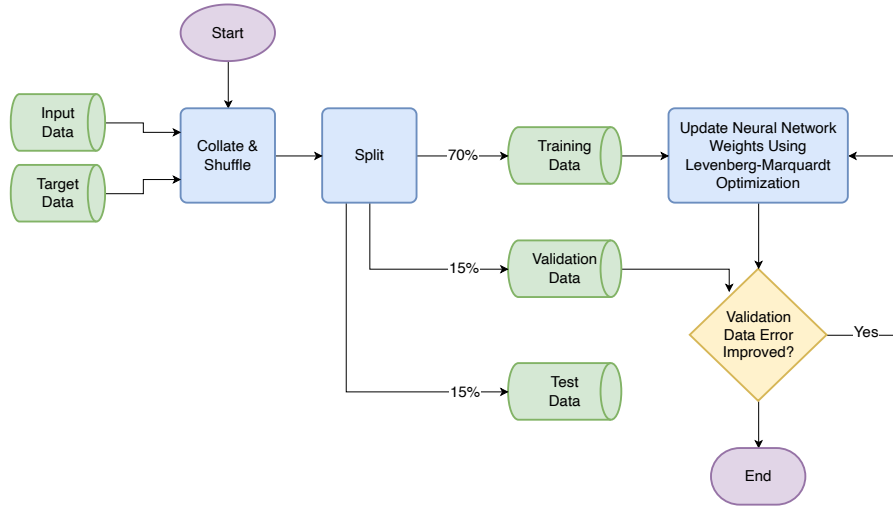 Start
Input
Data
Target
Data
Collate &
Shuffle
Split
70%
Training
Data
Update Neural Network
Weights Using
Levenberg-Marquardt
Optimization
15%
Validation
Data
Validation
Data Error
Improved?
Yes
15%
Test
Data
End